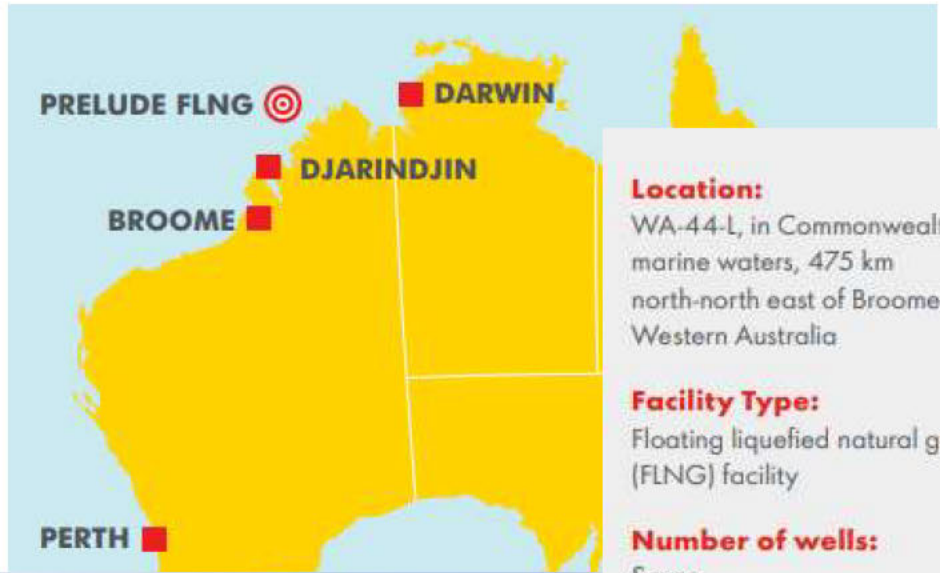 PRELUDE FLNG
DARWIN
DJARINDJIN
BROOME
PERTH
Location:
WA-44-L, in Commonwealt
marine waters, 475 km
north-north east of Broome
Western Australia
Facility Type:
Floating liquefied natural g
(FLNG) facility
Number of wells: